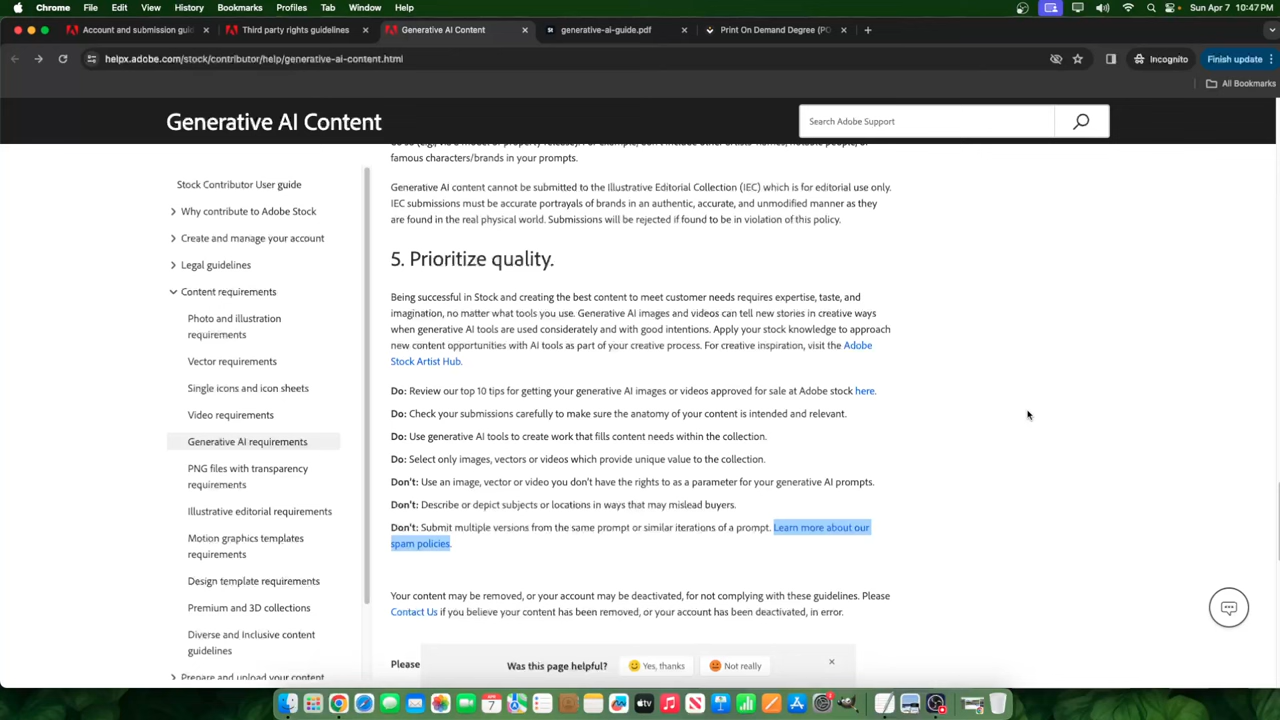 Chrome File Edit View History Bookmarks Profiles Tab Window Help Sun Apr 7 10:47 PM
Account and submission gui Third party rights guidelines Generative AI Content generative-ai-guide.pdf Print On Demand Degree (PO
helpx.adobe.com/stock/contributor/help/generative-ai-content.html Incognito Finish update
All Bookmarks
Generative AI Content
Search Adobe Support
Stock Contributor User guide
Why contribute to Adobe Stock
Create and manage your account
Legal guidelines
Content requirements
Photo and illustration
requirements
Vector requirements
Single icons and icon sheets
Video requirements
Generative AI requirements
PNG files with transparency
requirements
Illustrative editorial requirements
Motion graphics templates
requirements
Design template requirements
Premium and 3D collections
Diverse and Inclusive content
guidelines
Prepare and upload your content
famous characters/brands in your prompts.
Generative AI content cannot be submitted to the Illustrative Editorial Collection (IEC) which is for editorial use only.
IEC submissions must be accurate portrayals of brands in an authentic, accurate, and unmodified manner as they
are found in the real physical world. Submissions will be rejected if found to be in violation of this policy.
5. Prioritize quality.
Being successful in Stock and creating the best content to meet customer needs requires expertise, taste, and
imagination, no matter what tools you use. Generative AI images and videos can tell new stories in creative ways
when generative AI tools are used considerately and with good intentions. Apply your stock knowledge to approach
new content opportunities with AI tools as part of your creative process. For creative inspiration, visit the Adobe
Stock Artist Hub.
Do: Review our top 10 tips for getting your generative AI images or videos approved for sale at Adobe stock here.
Do: Check your submissions carefully to make sure the anatomy of your content is intended and relevant.
Do: Use generative AI tools to create work that fills content needs within the collection.
Do: Select only images, vectors or videos which provide unique value to the collection.
Don't: Use an image, vector or video you don't have the rights to as a parameter for your generative AI prompts.
Don't: Describe or depict subjects or locations in ways that may mislead buyers.
Don't: Submit multiple versions from the same prompt or similar iterations of a prompt. Learn more about our
spam policies.
Your content may be removed, or your account may be deactivated, for not complying with these guidelines. Please
Contact Us if you believe your content has been removed, or your account has been deactivated, in error.
Please
Was this page helpful? Yes, thanks Not really